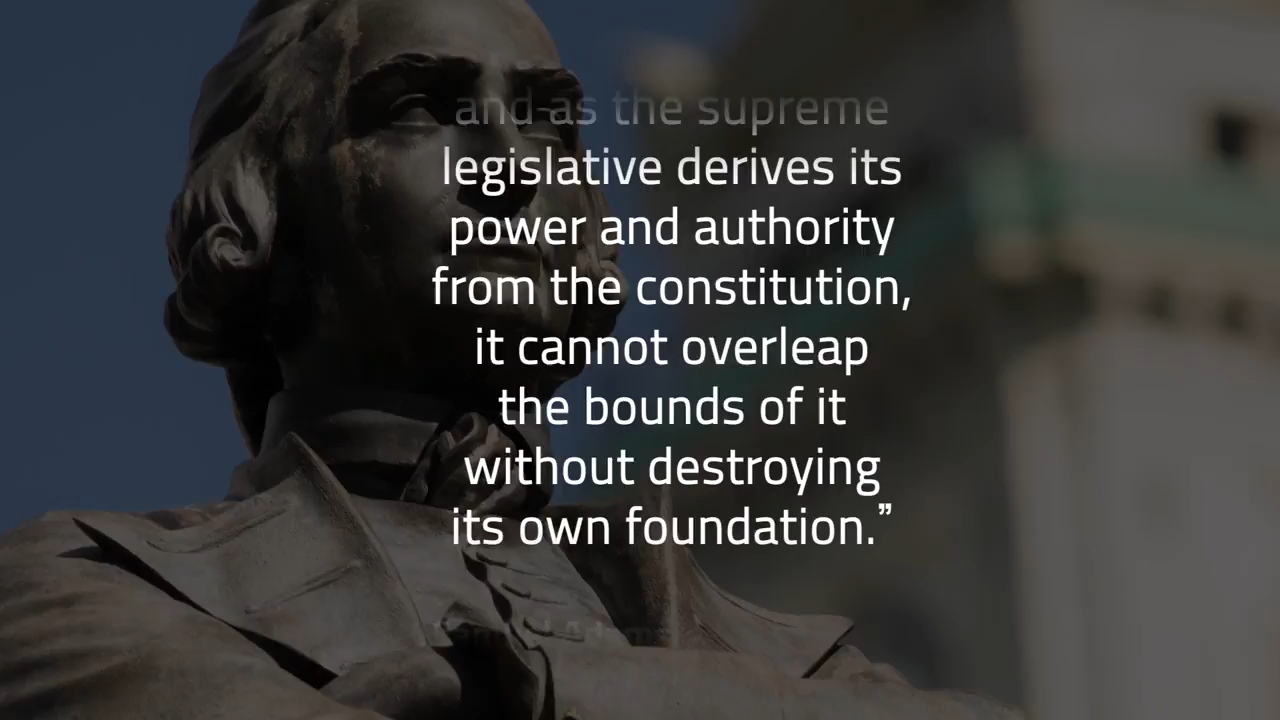 and as the supreme
legislative derives its
power and authority
from the constitution,
it cannot overleap
the bounds of it
without destroying
its own foundation.”